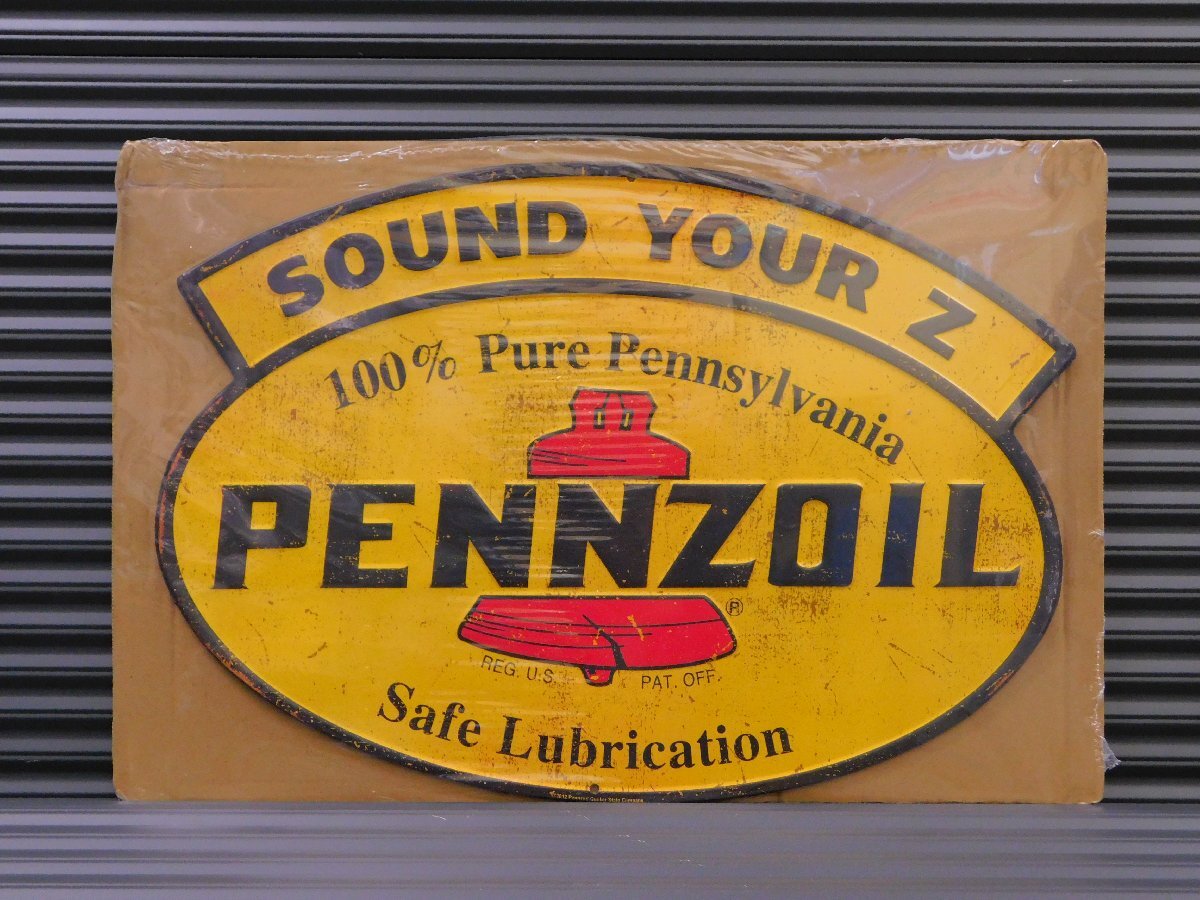 SOUND YOUR Z
100% Pure Pennsylvania
PENNZOIL
®
REG. U.S. PAT. OFF.
Safe Lubrication